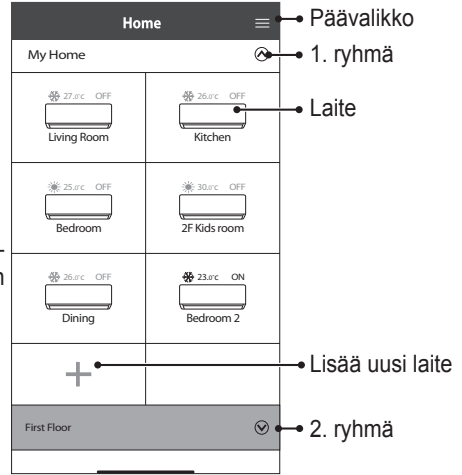 Home
Päävalikko
My Home
1. ryhmä
27.0°C OFF
26.0°C OFF
Laite
Living Room
Kitchen
25.0°C OFF
30.0°C OFF
Bedroom
2F Kids room
26.0°C OFF
23.0°C ON
Dining
Bedroom 2
Lisää uusi laite
First Floor
2. ryhmä